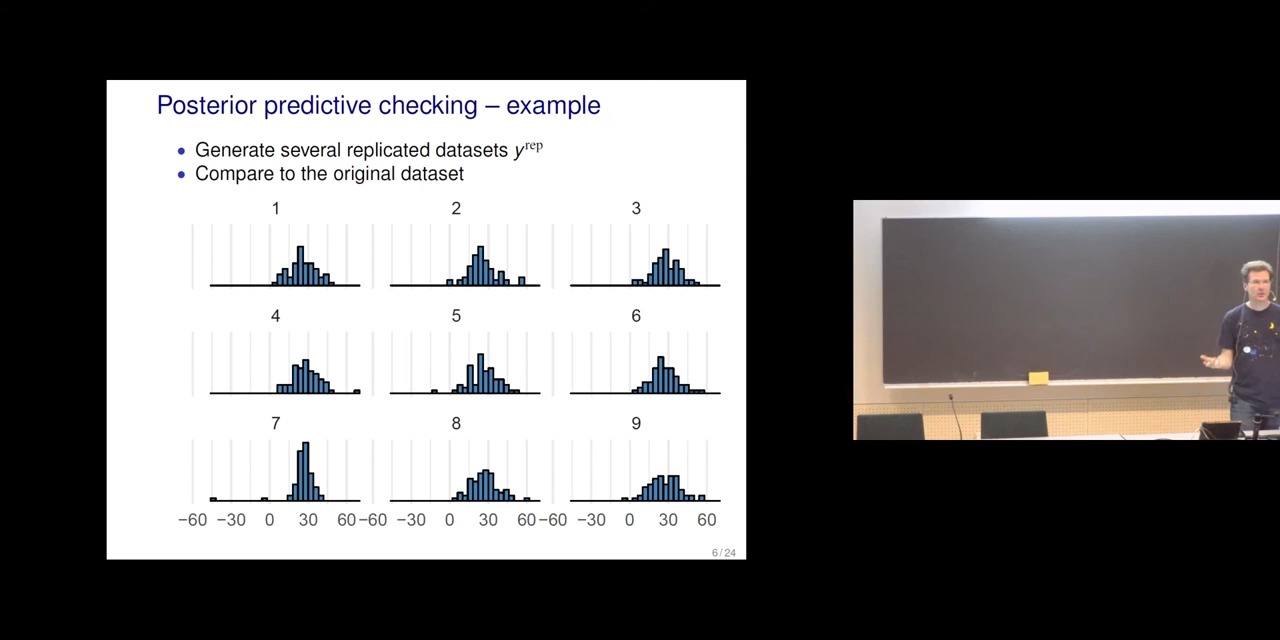 Posterior predictive checking – example
• Generate several replicated datasets y^rep
• Compare to the original dataset
1 2 3
4 5 6
7 8 9
−60 −30 0 30 60 −60 −30 0 30 60 −60 −30 0 30 60
6 / 24